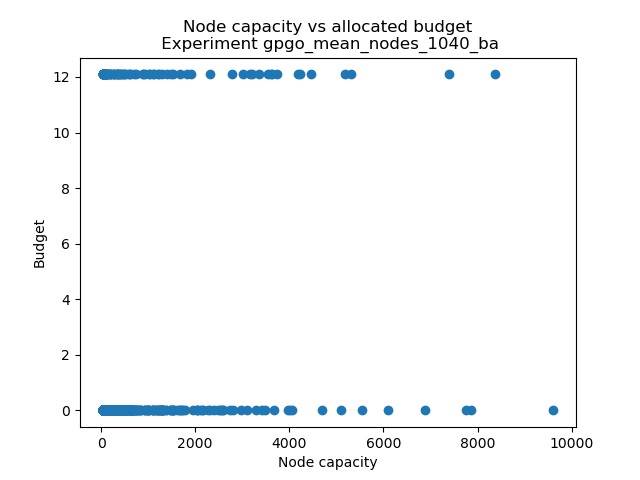 Node capacity vs allocated budget
Experiment gpgo_mean_nodes_1040_ba
12
10
8
6
4
2
0
Budget
0 2000 4000 6000 8000 10000
Node capacity